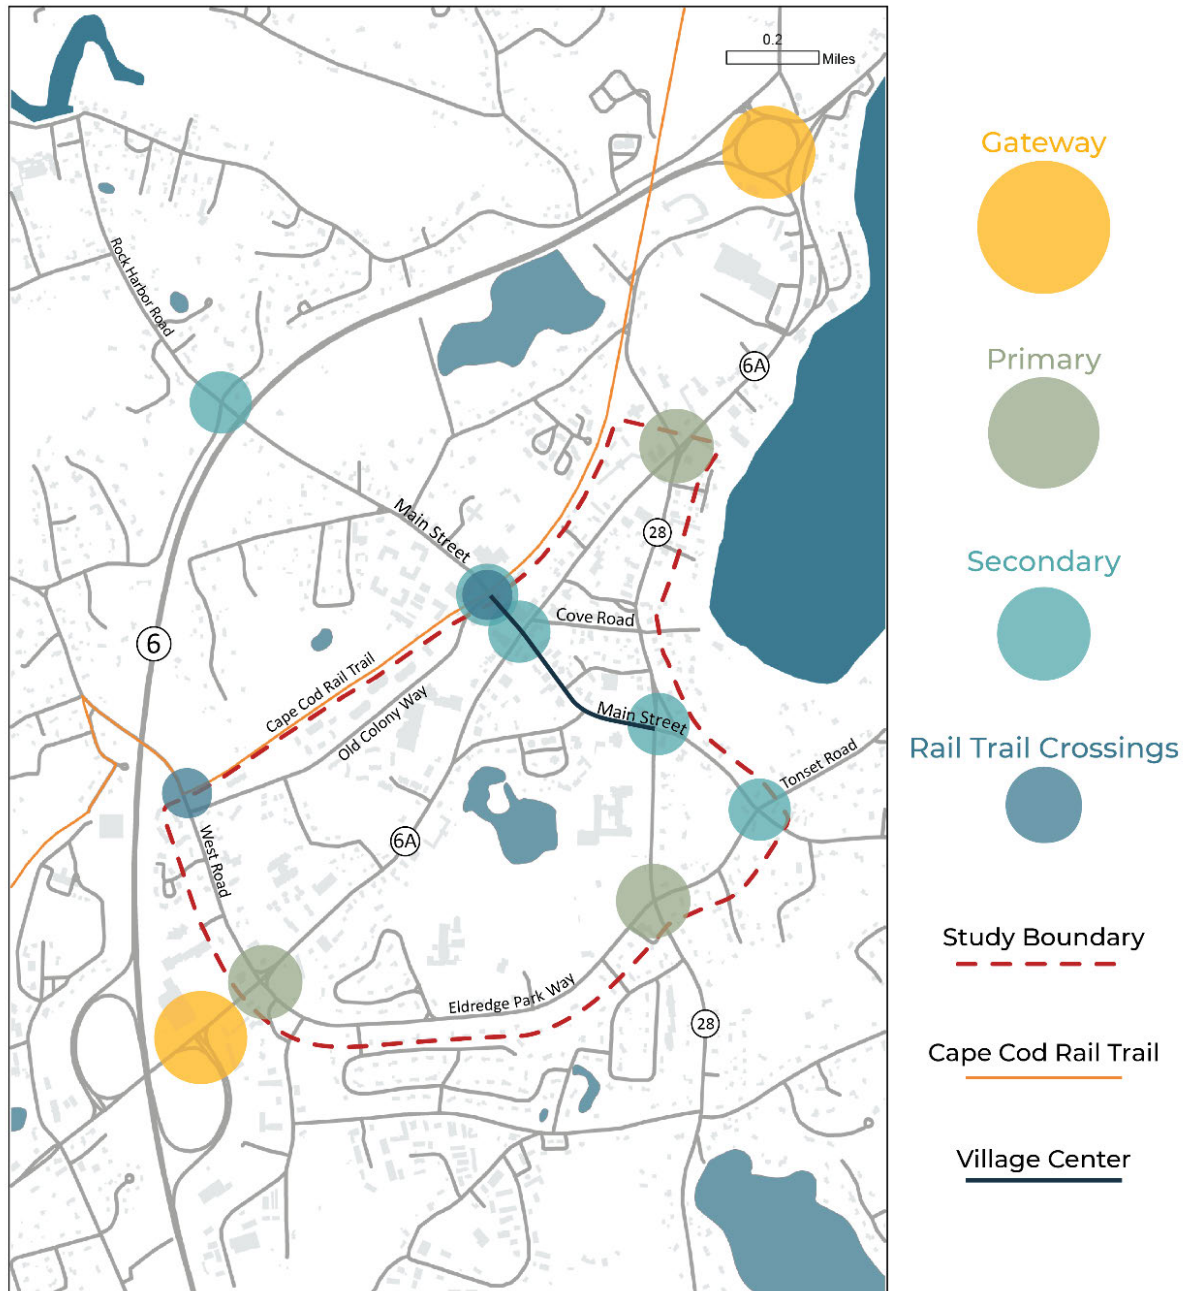 0.2
Miles
Rock Harbor Road
6A
Main Street
28
Cove Road
6
Cape Cod Rail Trail
Old Colony Way
Main Street
Tonset Road
West Road
6A
Eldredge Park Way
28
Gateway
Primary
Secondary
Rail Trail Crossings
Study Boundary
Cape Cod Rail Trail
Village Center